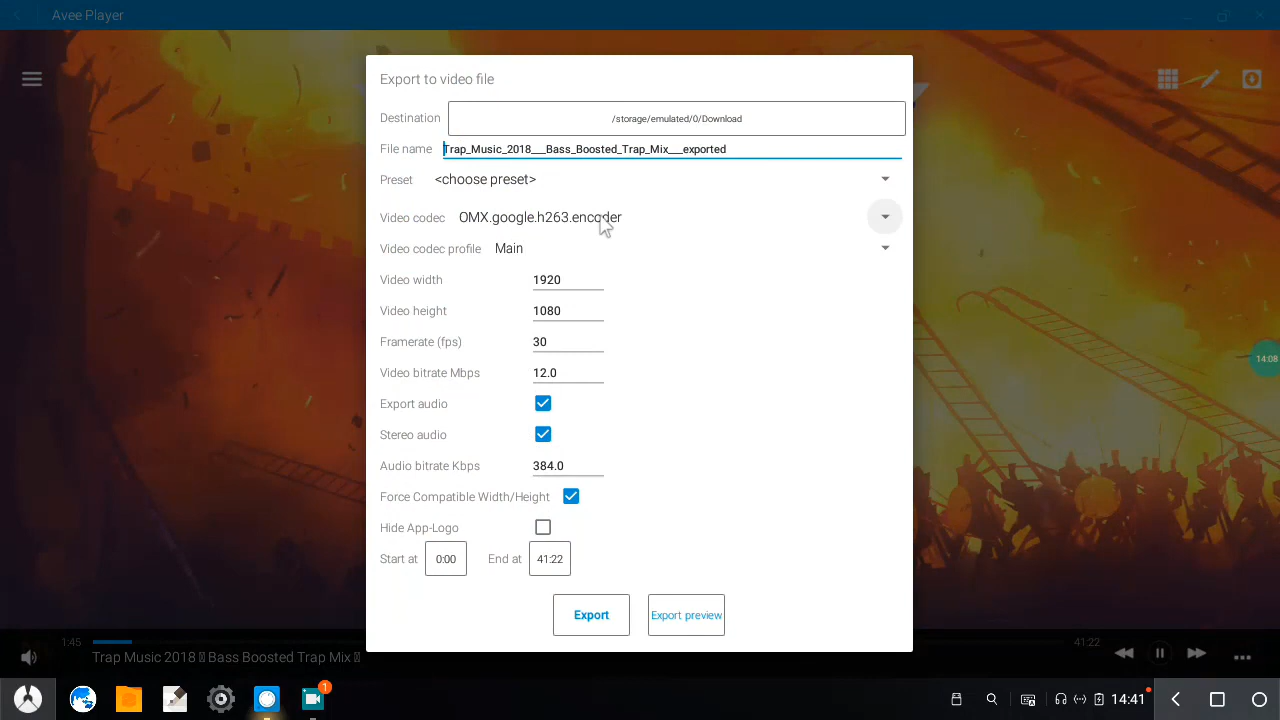 Avee Player
Export to video file
Destination /storage/emulated/0/Download
File name Trap_Music_2018___Bass_Boosted_Trap_Mix___exported
Preset <choose preset>
Video codec OMX.google.h263.encoder
Video codec profile Main
Video width 1920
Video height 1080
Framerate (fps) 30
Video bitrate Mbps 12.0
Export audio
Stereo audio
Audio bitrate Kbps 384.0
Force Compatible Width/Height
Hide App-Logo
Start at 0:00 End at 41:22
Export Export preview
14:08
1:45 41:22
Trap Music 2018 Bass Boosted Trap Mix
1
14:41